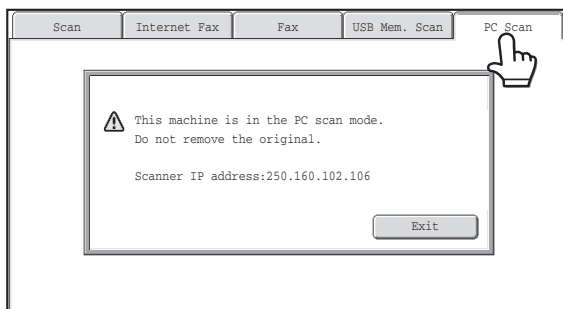 Scan Internet Fax Fax USB Mem. Scan PC Scan
This machine is in the PC scan mode.
Do not remove the original.
Scanner IP address:250.160.102.106
Exit